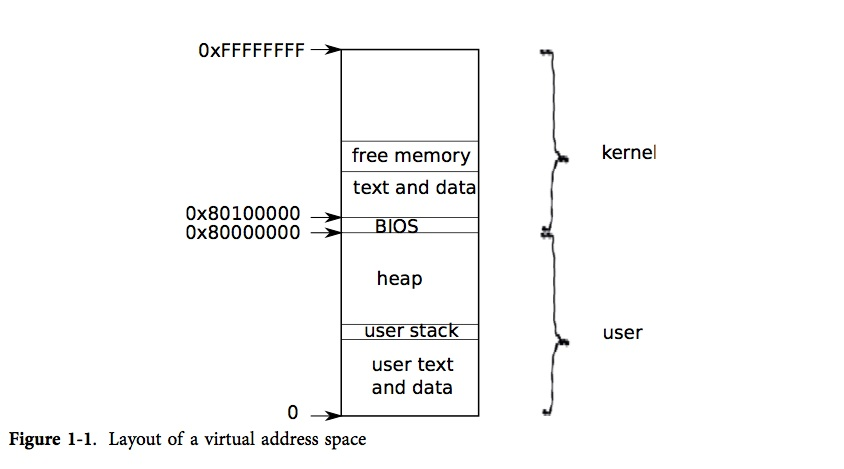 0xFFFFFFFF
free memory
kernel
text and data
0x80100000
BIOS
0x80000000
heap
user stack
user
user text
and data
0
Figure 1-1. Layout of a virtual address space